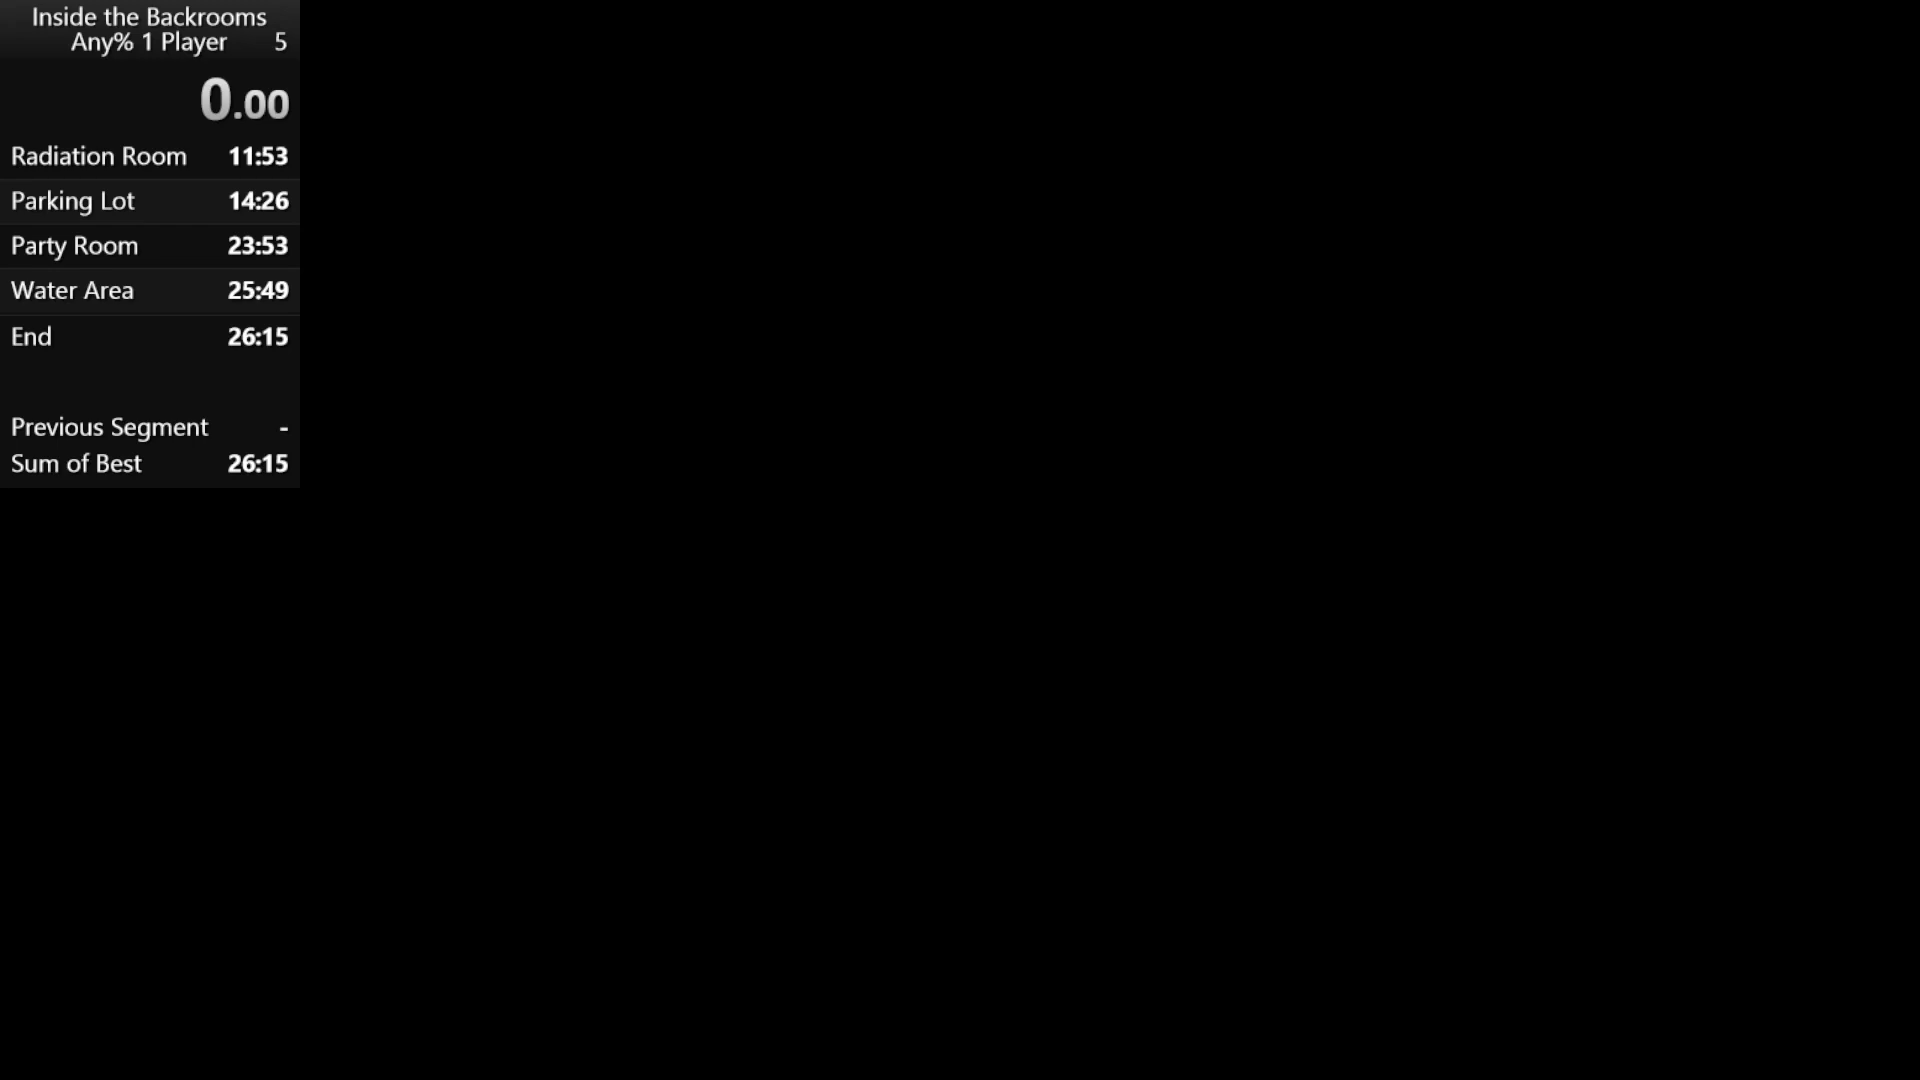 Inside the Backrooms
Any% 1 Player 5
0.00
Radiation Room 11:53
Parking Lot 14:26
Party Room 23:53
Water Area 25:49
End 26:15
Previous Segment -
Sum of Best 26:15